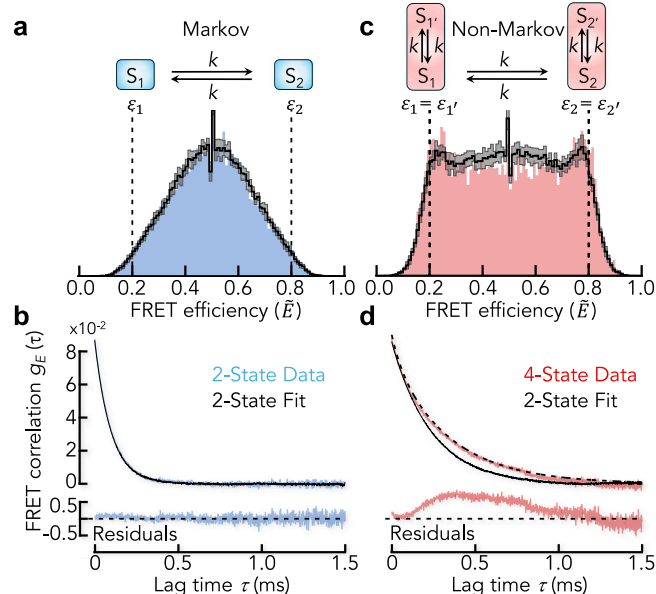 a
Markov
S₁
k
k
S₂
ε₁
ε₂
0.0 0.2 0.4 0.6 0.8 1.0
FRET efficiency (Ẽ)
c
Non-Markov
S₁′
k k
S₁
k
k
S₂′
k k
S₂
ε₁ = ε₁′
ε₂ = ε₂′
0.0 0.2 0.4 0.6 0.8 1.0
FRET efficiency (Ẽ)
b
×10⁻²
8
6
4
2
0
FRET correlation g_E(τ)
2-State Data
2-State Fit
0.5
−0.5
Residuals
0 0.5 1.0 1.5
Lag time τ (ms)
d
4-State Data
2-State Fit
Residuals
0 0.5 1.0 1.5
Lag time τ (ms)